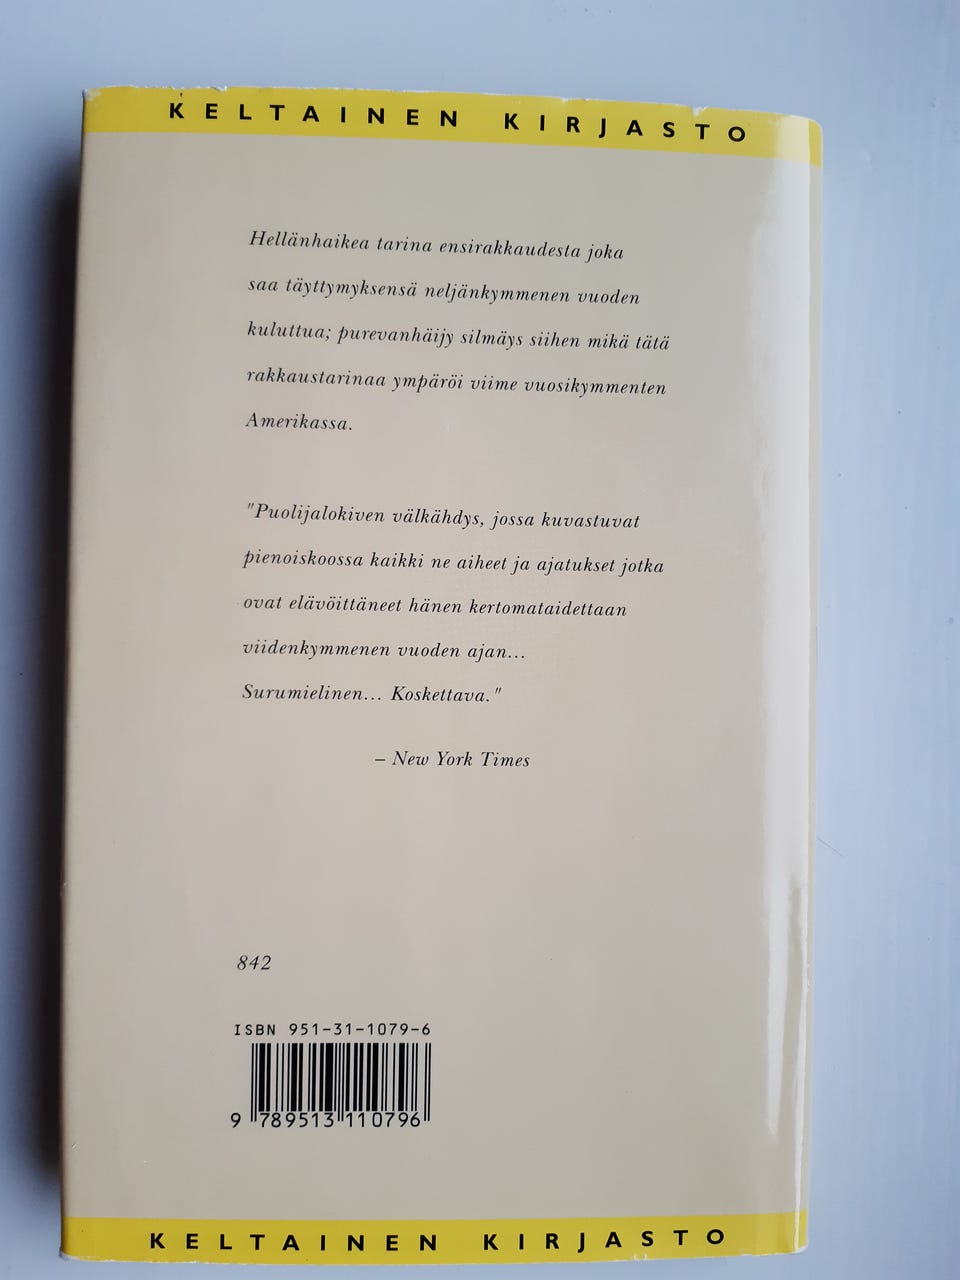 KELTAINEN KIRJASTO
Hellänhaikea tarina ensirakkaudesta joka
saa täyttymyksensä neljänkymmenen vuoden
kuluttua; purevanhäijy silmäys siihen mikä tätä
rakkaustarinaa ympäröi viime vuosikymmenten
Amerikassa.
"Puolijalokiven välkähdys, jossa kuvastuvat
pienoiskoossa kaikki ne aiheet ja ajatukset jotka
ovat elävöittäneet hänen kertomataidettaan
viidenkymmenen vuoden ajan...
Surumielinen... Koskettava."
– New York Times
842
ISBN 951-31-1079-6
9 789513 110796
KELTAINEN KIRJASTO